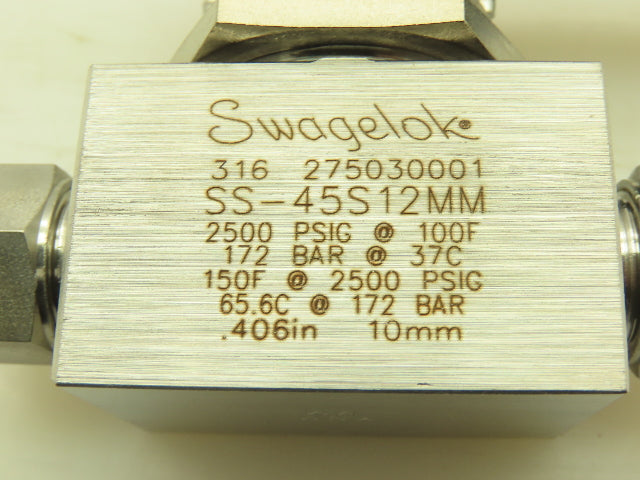 Swagelok®
316 275030001
SS-45S12MM
2500 PSIG @ 100F
172 BAR @ 37C
150F @ 2500 PSIG
65.6C @ 172 BAR
.406in 10mm